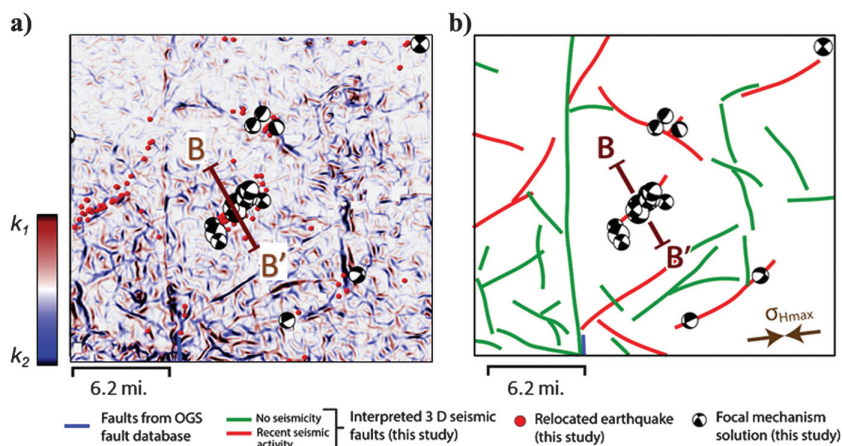 a)
b)
B
B'
B
B'
k1
k2
σHmax
6.2 mi.
6.2 mi.
Faults from OGS
fault database
No seismicity
Recent seismic
activity
Interpreted 3 D seismic
faults (this study)
Relocated earthquake
(this study)
Focal mechanism
solution (this study)